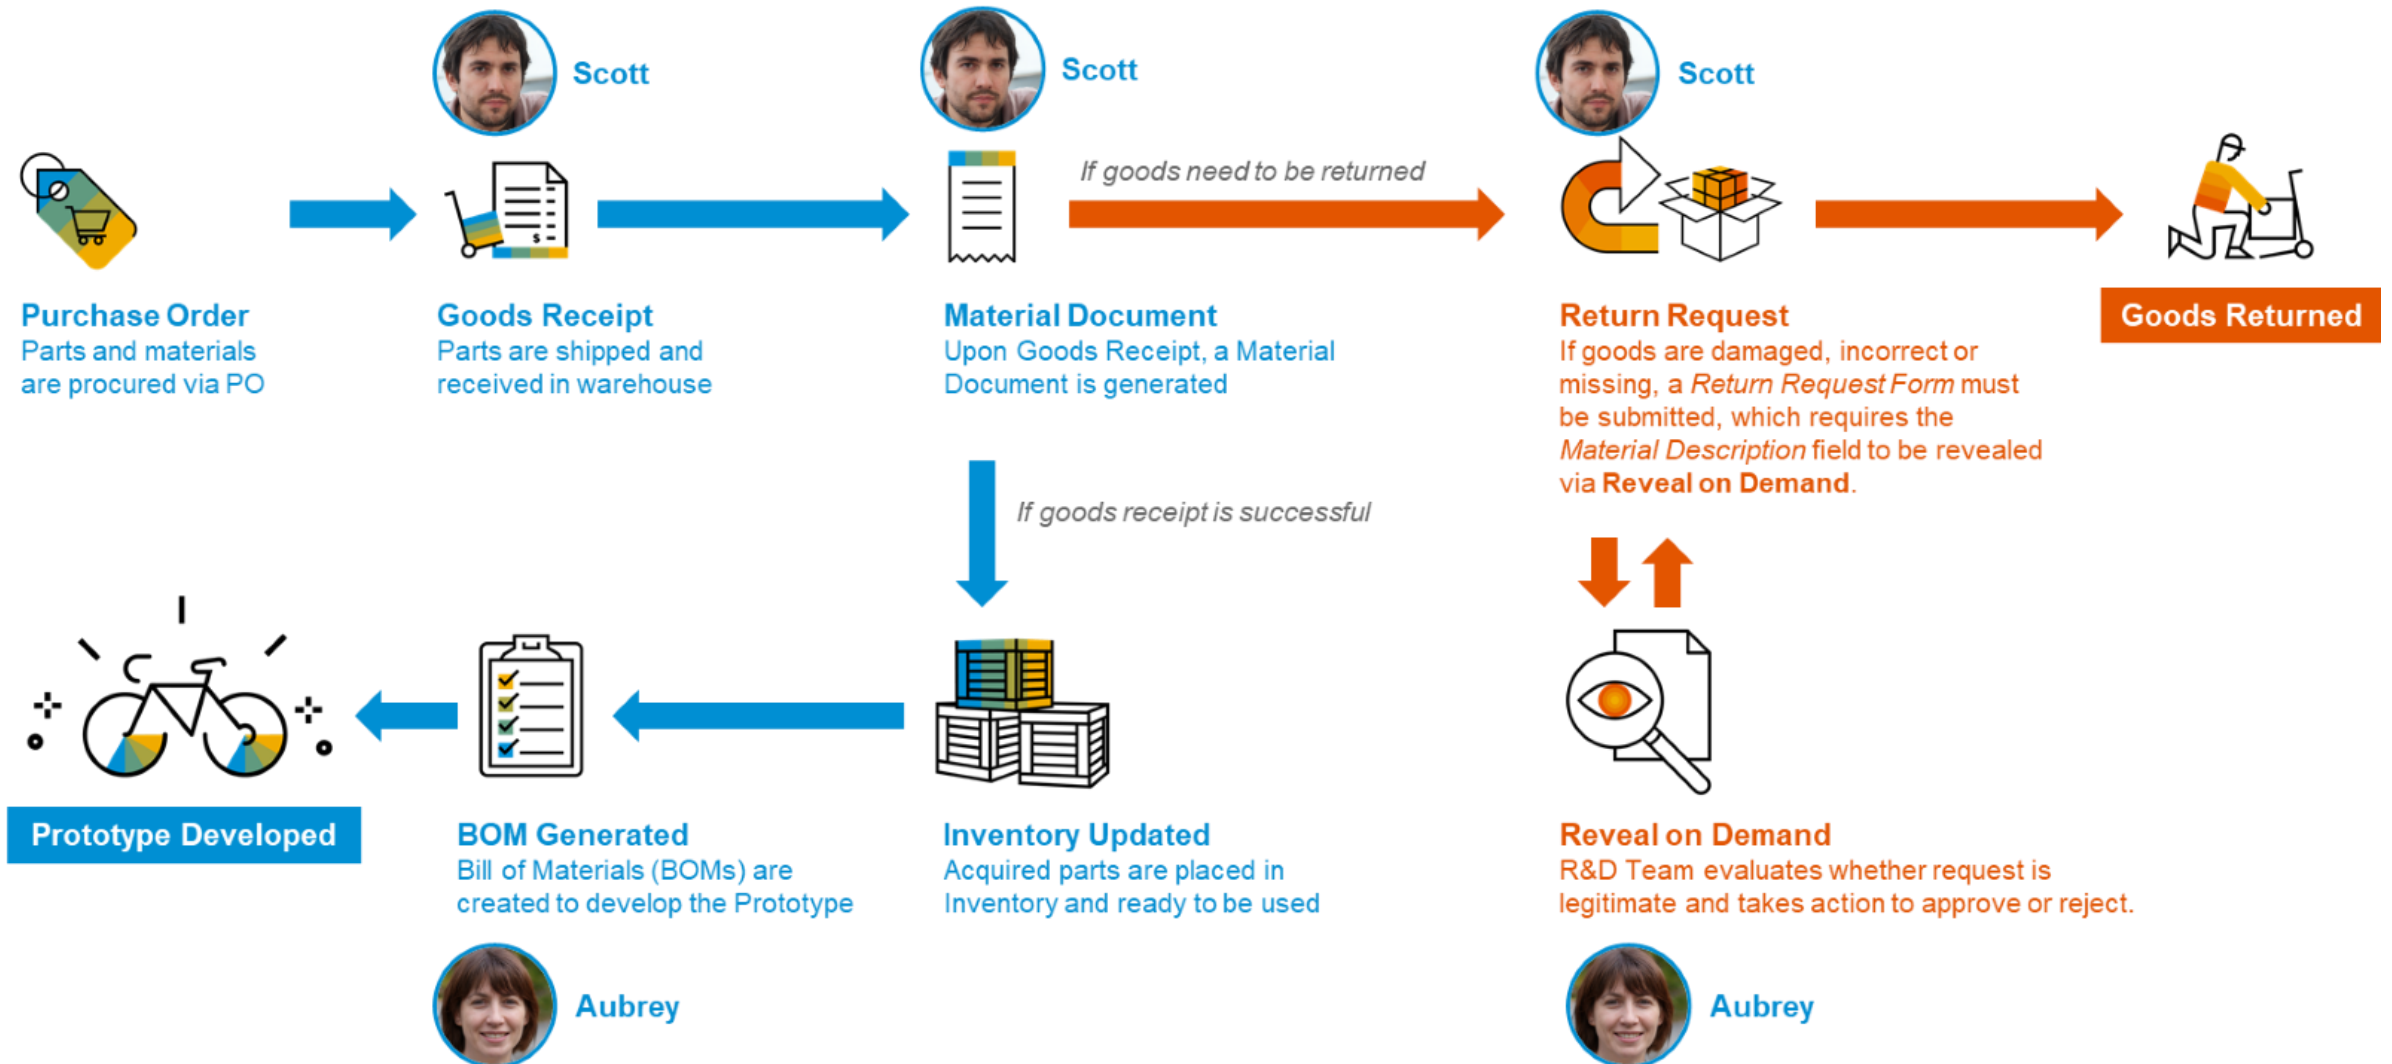 Scott
Scott
Scott
If goods need to be returned
Purchase Order
Parts and materials
are procured via PO
Goods Receipt
Parts are shipped and
received in warehouse
$
Material Document
Upon Goods Receipt, a Material
Document is generated
Return Request
If goods are damaged, incorrect or
missing, a Return Request Form must
be submitted, which requires the
Material Description field to be revealed
via Reveal on Demand.
Goods Returned
If goods receipt is successful
Prototype Developed
BOM Generated
Bill of Materials (BOMs) are
created to develop the Prototype
Inventory Updated
Acquired parts are placed in
Inventory and ready to be used
Reveal on Demand
R&D Team evaluates whether request is
legitimate and takes action to approve or reject.
Aubrey
Aubrey